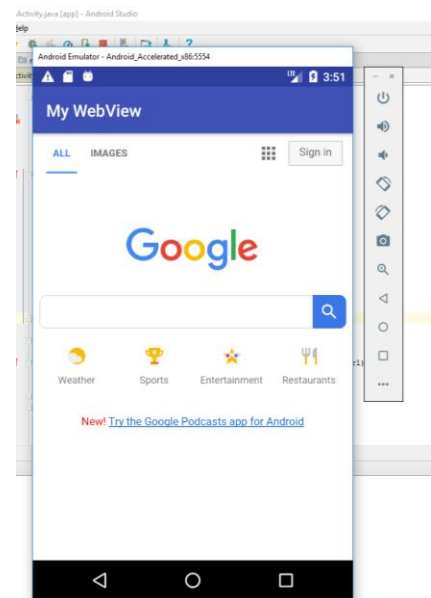 Activity.java [app] - Android Studio
Help
Android Emulator - Android_Accelerated_x86:5554
3:51
My WebView
ALL IMAGES Sign in
Google
Weather Sports Entertainment Restaurants
New! Try the Google Podcasts app for Android